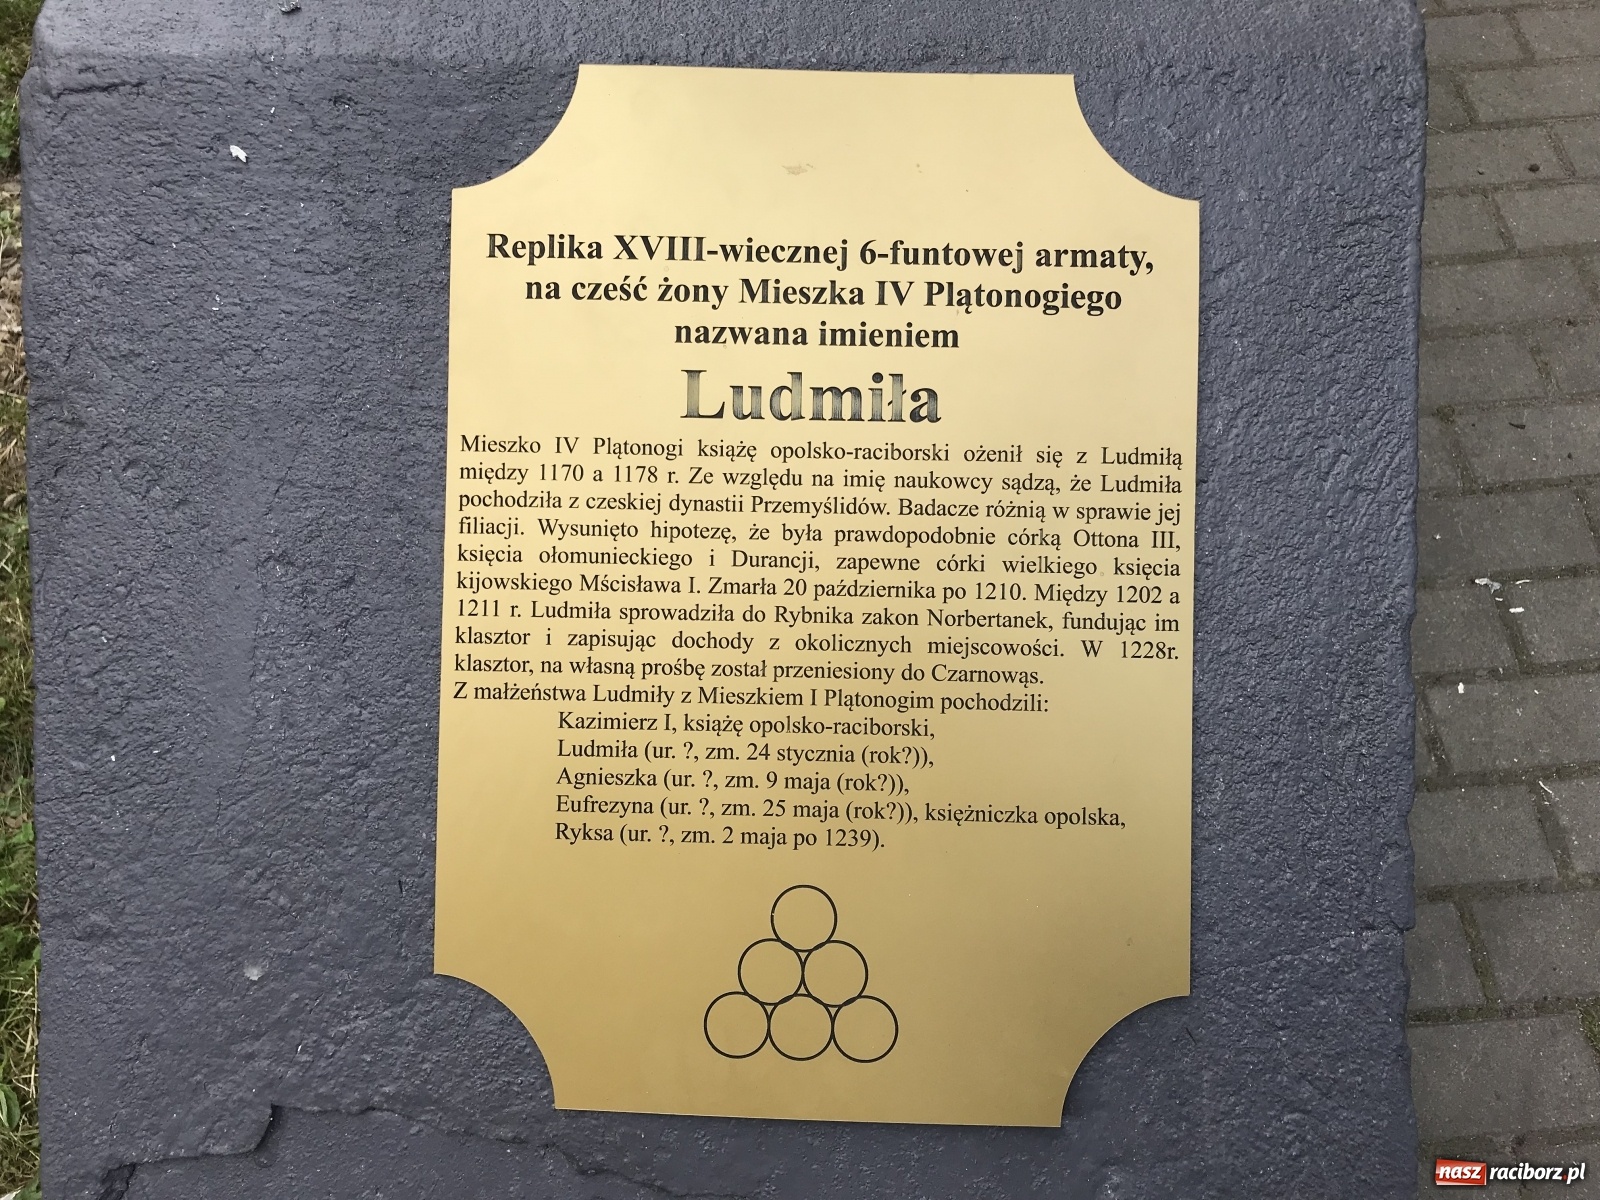 Replika XVIII-wiecznej 6-funtowej armaty,
na cześć żony Mieszka IV Plątonogiego
nazwana imieniem
Ludmiła
Mieszko IV Plątonogi książę opolsko-raciborski ożenił się z Ludmiłą
między 1170 a 1178 r. Ze względu na imię naukowcy sądzą, że Ludmiła
pochodziła z czeskiej dynastii Przemyślidów. Badacze różnią w sprawie jej
filiacji. Wysunięto hipotezę, że była prawdopodobnie córką Ottona III,
księcia ołomunieckiego i Durancji, zapewne córki wielkiego księcia
kijowskiego Mścisława I. Zmarła 20 października po 1210. Między 1202 a
1211 r. Ludmiła sprowadziła do Rybnika zakon Norbertanek, fundując im
klasztor i zapisując dochody z okolicznych miejscowości. W 1228r.
klasztor, na własną prośbę został przeniesiony do Czarnowąs.
Z małżeństwa Ludmiły z Mieszkiem I Plątonogim pochodzili:
Kazimierz I, książę opolsko-raciborski,
Ludmiła (ur. ?, zm. 24 stycznia (rok?)),
Agnieszka (ur. ?, zm. 9 maja (rok?)),
Eufrezyna (ur. ?, zm. 25 maja (rok?)), księżniczka opolska,
Ryksa (ur. ?, zm. 2 maja po 1239).
nasz raciborz.pl